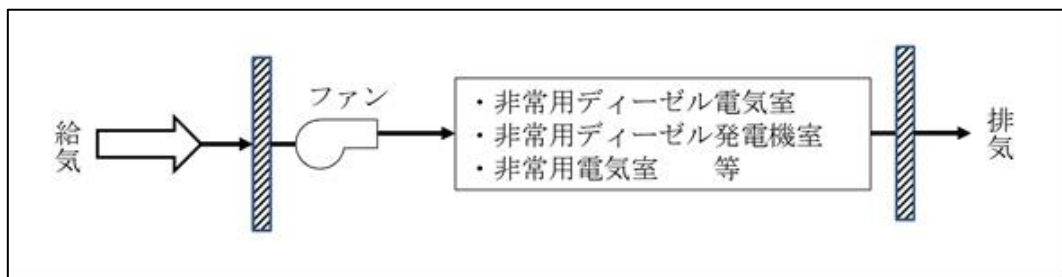 給気
ファン
・非常用ディーゼル電気室
・非常用ディーゼル発電機室
・非常用電気室　　等
排気